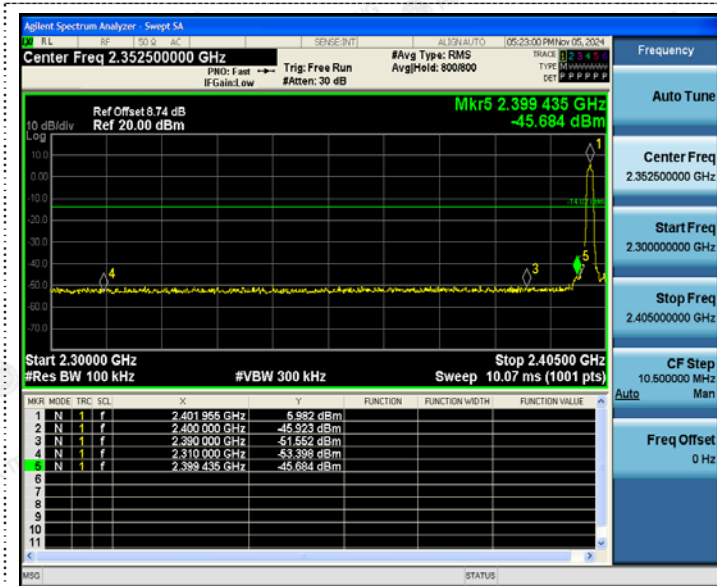 Agilent Spectrum Analyzer - Swept SA
RL RF 50 Ω AC SENSE:INT ALIGN AUTO 05:23:00 PM Nov 05, 2024
Center Freq 2.352500000 GHz
PNO: Fast
IFGain:Low
Trig: Free Run
#Atten: 30 dB
#Avg Type: RMS
Avg|Hold: 800/800
TRACE 1 2 3 4 5 6
TYPE M
DET P P P P P P
Frequency
Mkr5 2.399 435 GHz
-45.684 dBm
Ref Offset 8.74 dB
10 dB/div Ref 20.00 dBm
Log
10.0
0.00
-10.0
-20.0
-30.0
-40.0
-60.0
-70.0
1
5
3
4
Start 2.30000 GHz Stop 2.40500 GHz
#Res BW 100 kHz #VBW 300 kHz Sweep 10.07 ms (1001 pts)
MKR MODE TRC SCL X Y FUNCTION FUNCTION WIDTH FUNCTION VALUE
1 N 1 f 2.401 955 GHz 5.982 dBm
2 N 1 f 2.400 000 GHz -45.923 dBm
3 N 1 f 2.390 000 GHz -51.552 dBm
4 N 1 f 2.310 000 GHz -53.398 dBm
5 N 1 f 2.399 435 GHz -45.684 dBm
6
7
8
9
10
11
MSG STATUS
Auto Tune
Center Freq
2.352500000 GHz
Start Freq
2.300000000 GHz
Stop Freq
2.405000000 GHz
CF Step
10.500000 MHz
Auto Man
Freq Offset
0 Hz